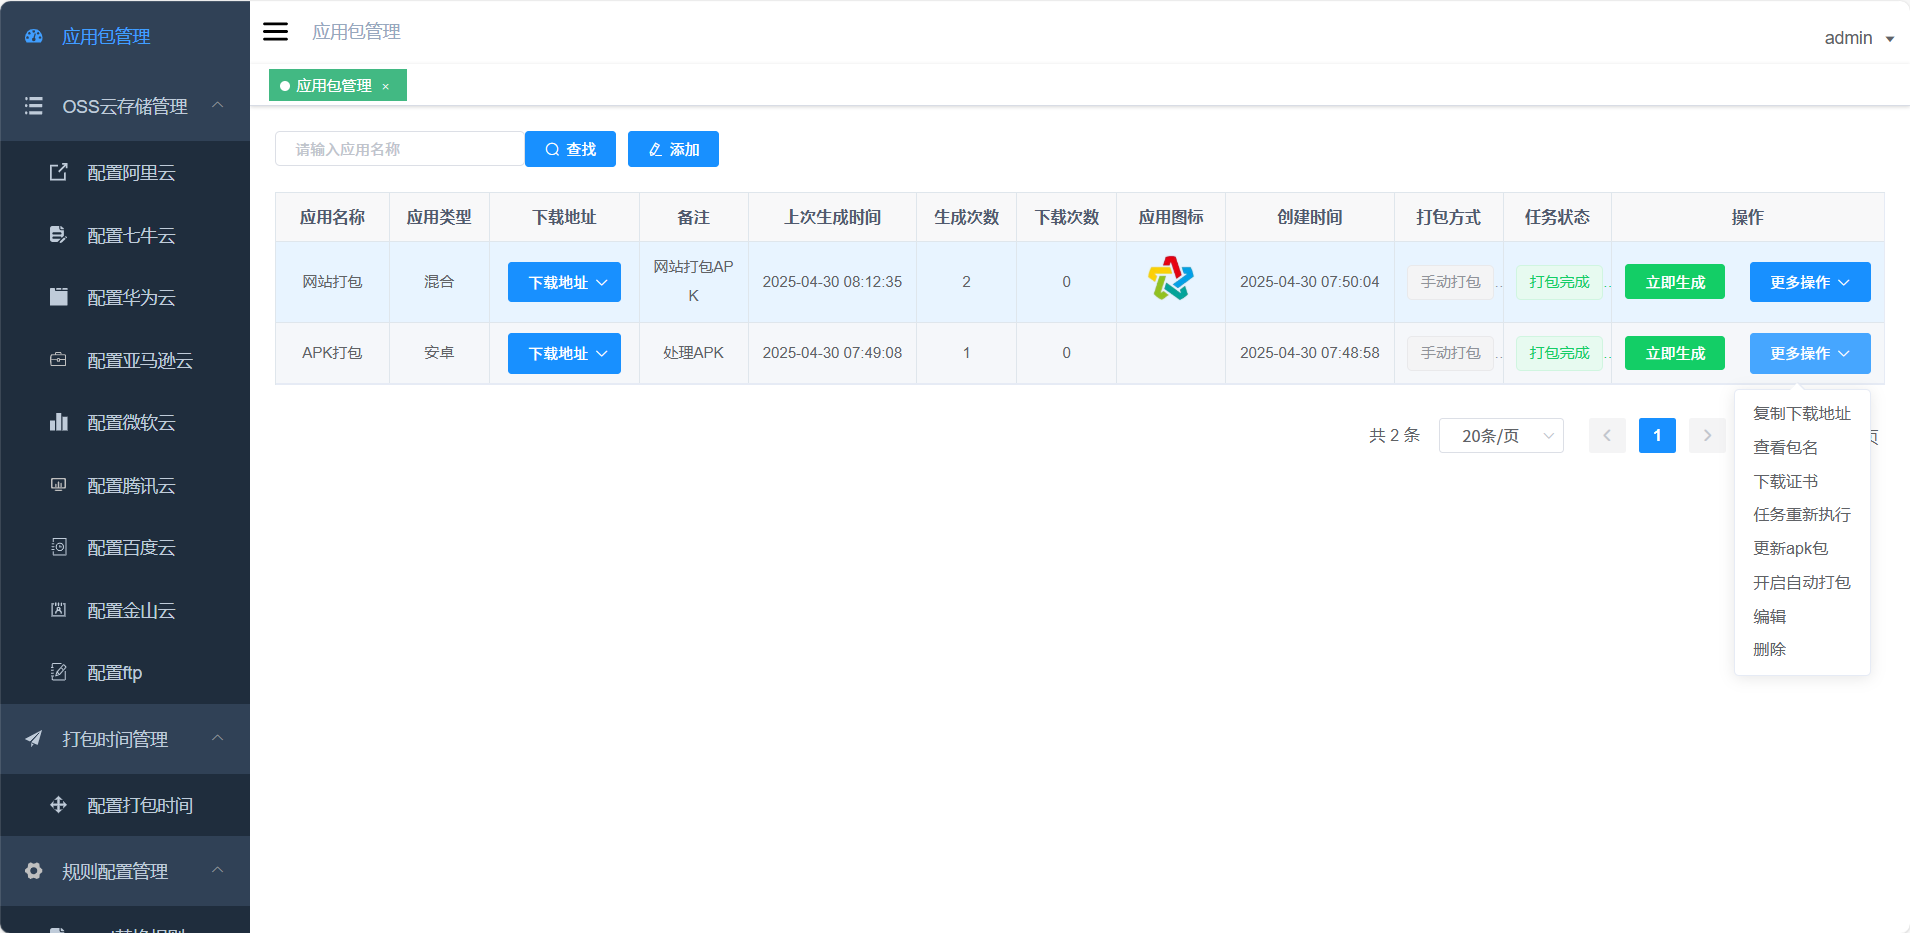 应用包管理
OSS云存储管理
配置阿里云
配置七牛云
配置华为云
配置亚马逊云
配置微软云
配置腾讯云
配置百度云
配置金山云
配置ftp
打包时间管理
配置打包时间
规则配置管理
应用包管理
admin
应用包管理 ×
请输入应用名称 查找 添加
应用名称 应用类型 下载地址 备注 上次生成时间 生成次数 下载次数 应用图标 创建时间 打包方式 任务状态 操作
网站打包 混合 下载地址 网站打包AP
K
2025-04-30 08:12:35 2 0 2025-04-30 07:50:04 手动打包 .. 打包完成 .. 立即生成 更多操作
APK打包 安卓 下载地址 处理APK 2025-04-30 07:49:08 1 0 2025-04-30 07:48:58 手动打包 .. 打包完成 .. 立即生成 更多操作
共 2 条 20条/页 1 页
复制下载地址
查看包名
下载证书
任务重新执行
更新apk包
开启自动打包
编辑
删除